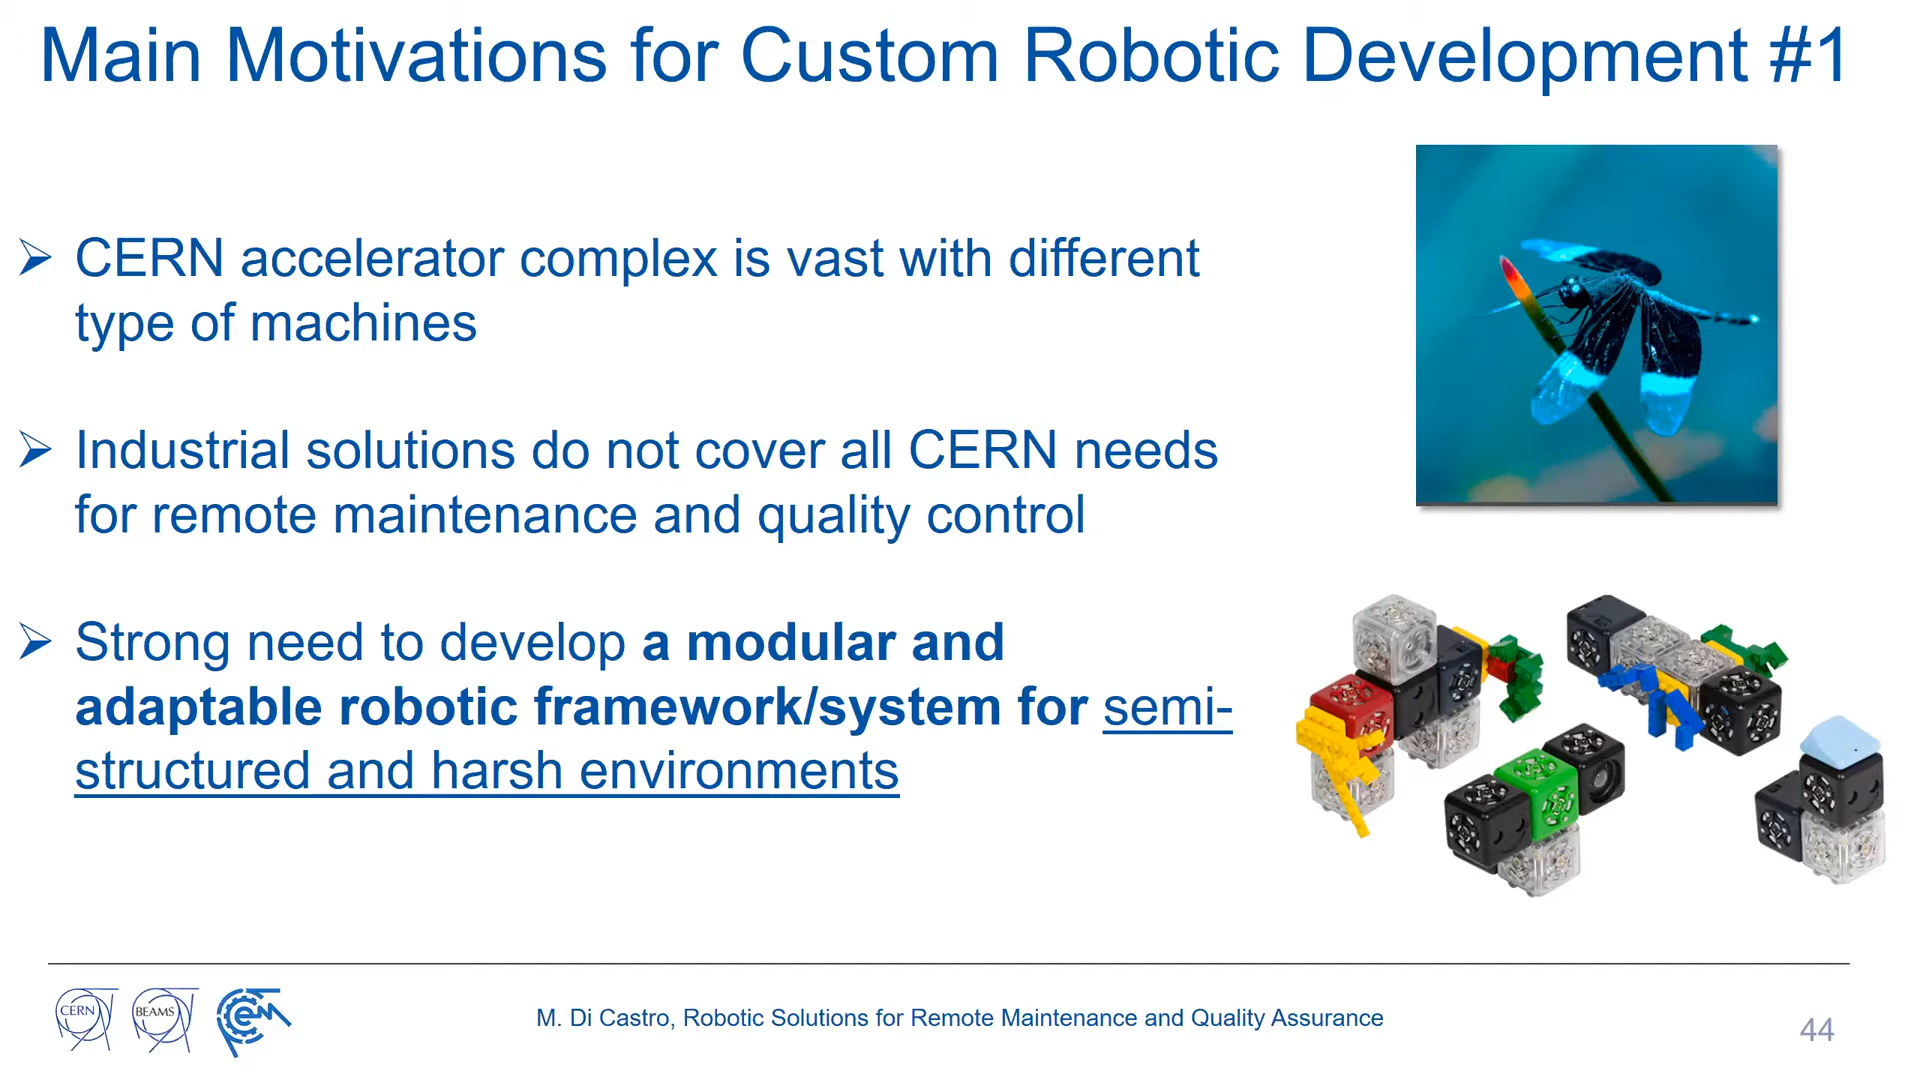 Main Motivations for Custom Robotic Development #1
➢ CERN accelerator complex is vast with different
type of machines
➢ Industrial solutions do not cover all CERN needs
for remote maintenance and quality control
➢ Strong need to develop a modular and
adaptable robotic framework/system for semi-
structured and harsh environments
CERN
BEAMS
CEM
M. Di Castro, Robotic Solutions for Remote Maintenance and Quality Assurance
44